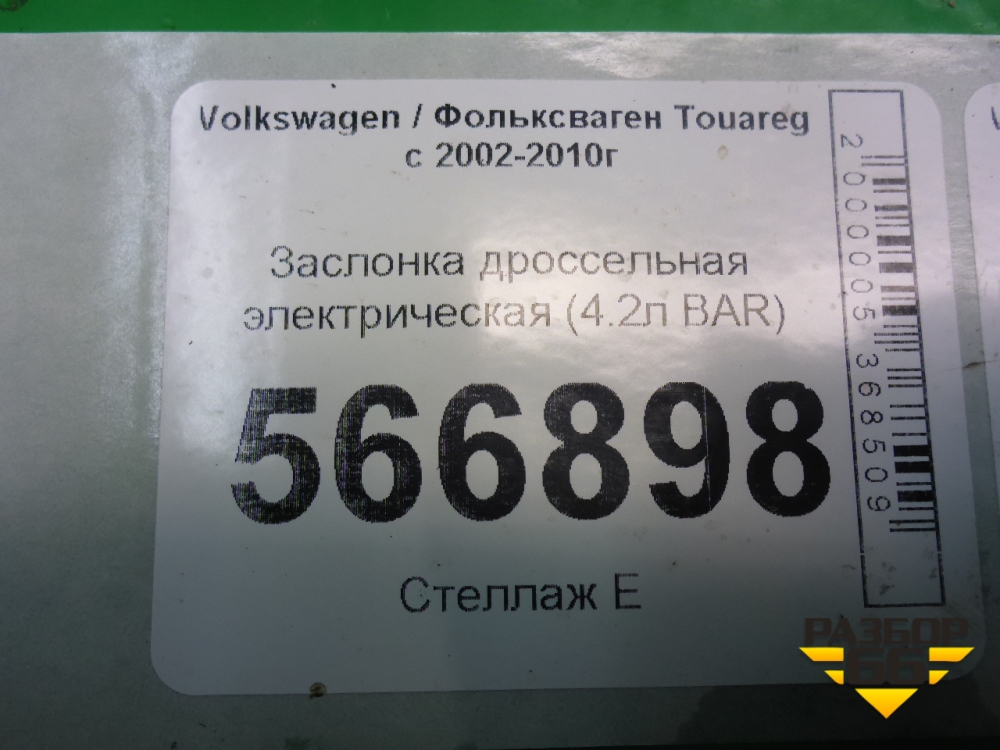 Volkswagen / Фольксваген Touareg
с 2002-2010г
Заслонка дроссельная
электрическая (4.2л BAR)
566898
Стеллаж E
2000005368509
РАЗБОР
66